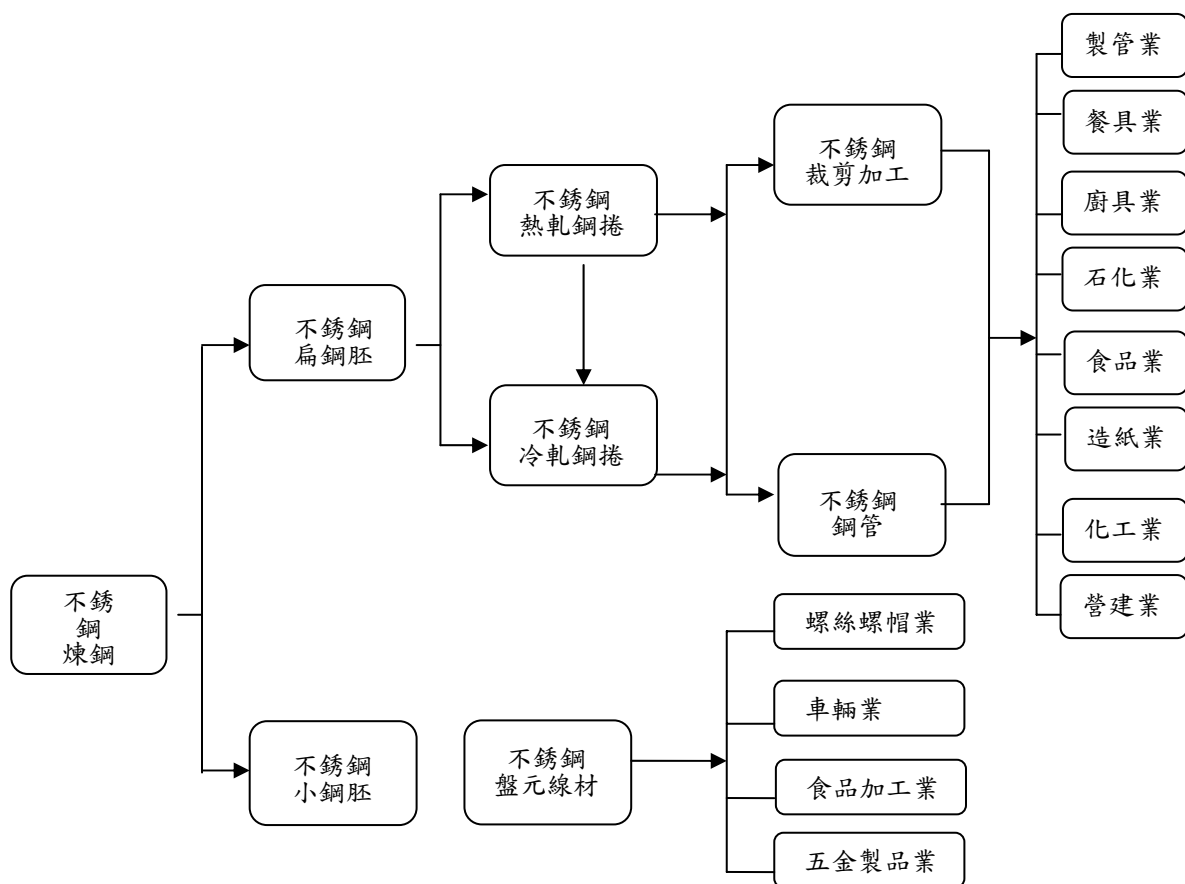 不銹
鋼
煉鋼
不銹鋼
扁鋼胚
不銹鋼
小鋼胚
不銹鋼
熱軋鋼捲
不銹鋼
冷軋鋼捲
不銹鋼
盤元線材
不銹鋼
裁剪加工
不銹鋼
鋼管
螺絲螺帽業
車輛業
食品加工業
五金製品業
製管業
餐具業
廚具業
石化業
食品業
造紙業
化工業
營建業